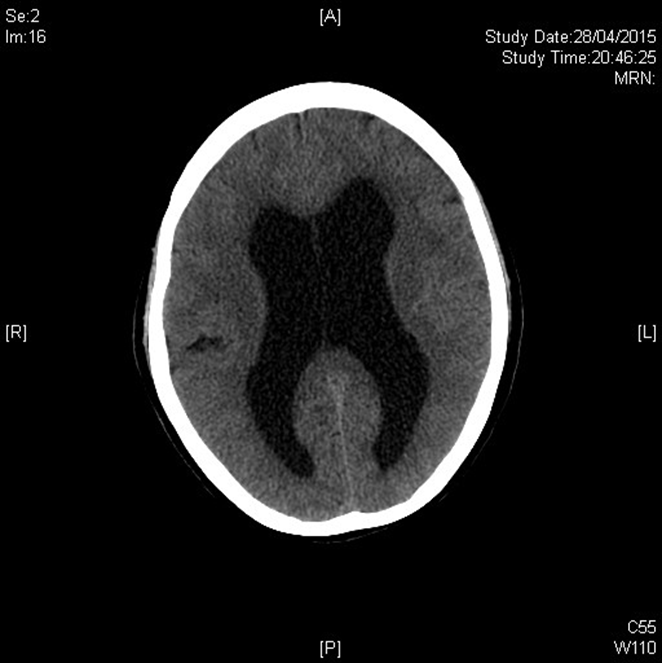 Se:2
Im:16
[A]
Study Date:28/04/2015
Study Time:20:46:25
MRN:
[R]
[L]
[P]
C55
W110